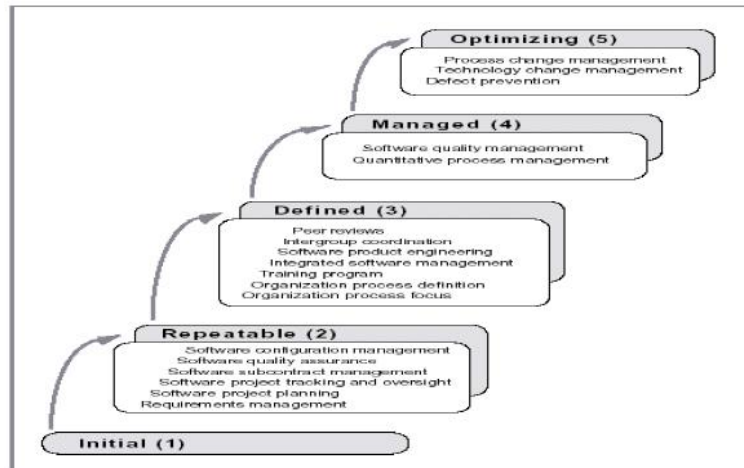 Optimizing (5)
Process change management
Technology change management
Defect prevention
Managed (4)
Software quality management
Quantitative process management
Defined (3)
Peer reviews
Intergroup coordination
Software product engineering
Integrated software management
Training program
Organization process definition
Organization process focus
Repeatable (2)
Software configuration management
Software quality assurance
Software subcontract management
Software project tracking and oversight
Software project planning
Requirements management
Initial (1)